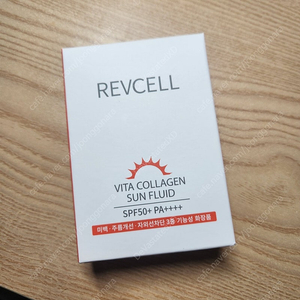 REVCELL
VITA COLLAGEN
SUN FLUID
SPF50+ PA++++
미백·주름개선·자외선차단 3중 기능성 화장품